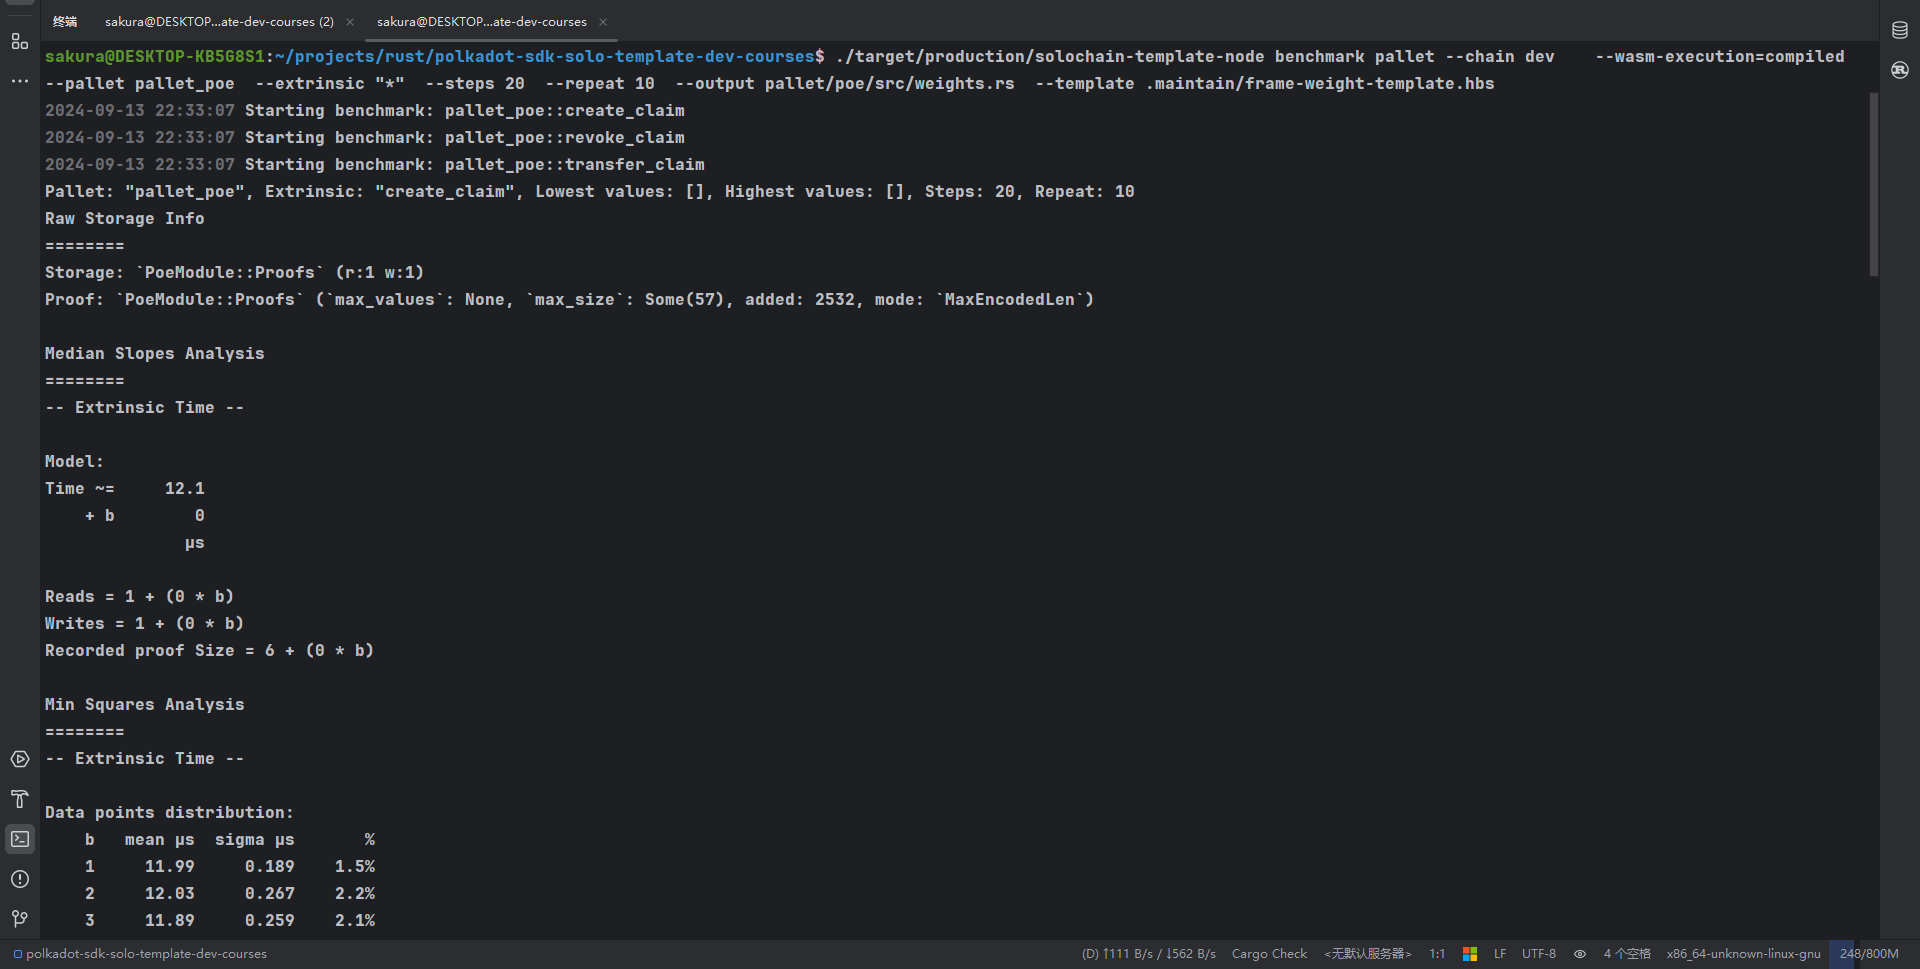 终端 sakura@DESKTOP...ate-dev-courses (2) × sakura@DESKTOP...ate-dev-courses ×
sakura@DESKTOP-KB5G8S1:~/projects/rust/polkadot-sdk-solo-template-dev-courses$ ./target/production/solochain-template-node benchmark pallet --chain dev    --wasm-execution=compiled
--pallet pallet_poe  --extrinsic "*"  --steps 20  --repeat 10  --output pallet/poe/src/weights.rs  --template .maintain/frame-weight-template.hbs
2024-09-13 22:33:07 Starting benchmark: pallet_poe::create_claim
2024-09-13 22:33:07 Starting benchmark: pallet_poe::revoke_claim
2024-09-13 22:33:07 Starting benchmark: pallet_poe::transfer_claim
Pallet: "pallet_poe", Extrinsic: "create_claim", Lowest values: [], Highest values: [], Steps: 20, Repeat: 10
Raw Storage Info
========
Storage: `PoeModule::Proofs` (r:1 w:1)
Proof: `PoeModule::Proofs` (`max_values`: None, `max_size`: Some(57), added: 2532, mode: `MaxEncodedLen`)
Median Slopes Analysis
========
-- Extrinsic Time --
Model:
Time ~=     12.1
    + b        0
              µs
Reads = 1 + (0 * b)
Writes = 1 + (0 * b)
Recorded proof Size = 6 + (0 * b)
Min Squares Analysis
========
-- Extrinsic Time --
Data points distribution:
    b   mean µs  sigma µs       %
    1     11.99     0.189    1.5%
    2     12.03     0.267    2.2%
    3     11.89     0.259    2.1%
polkadot-sdk-solo-template-dev-courses (D) ↑111 B/s / ↓562 B/s Cargo Check <无默认服务器> 1:1 LF UTF-8 4 个空格 x86_64-unknown-linux-gnu 248/800M